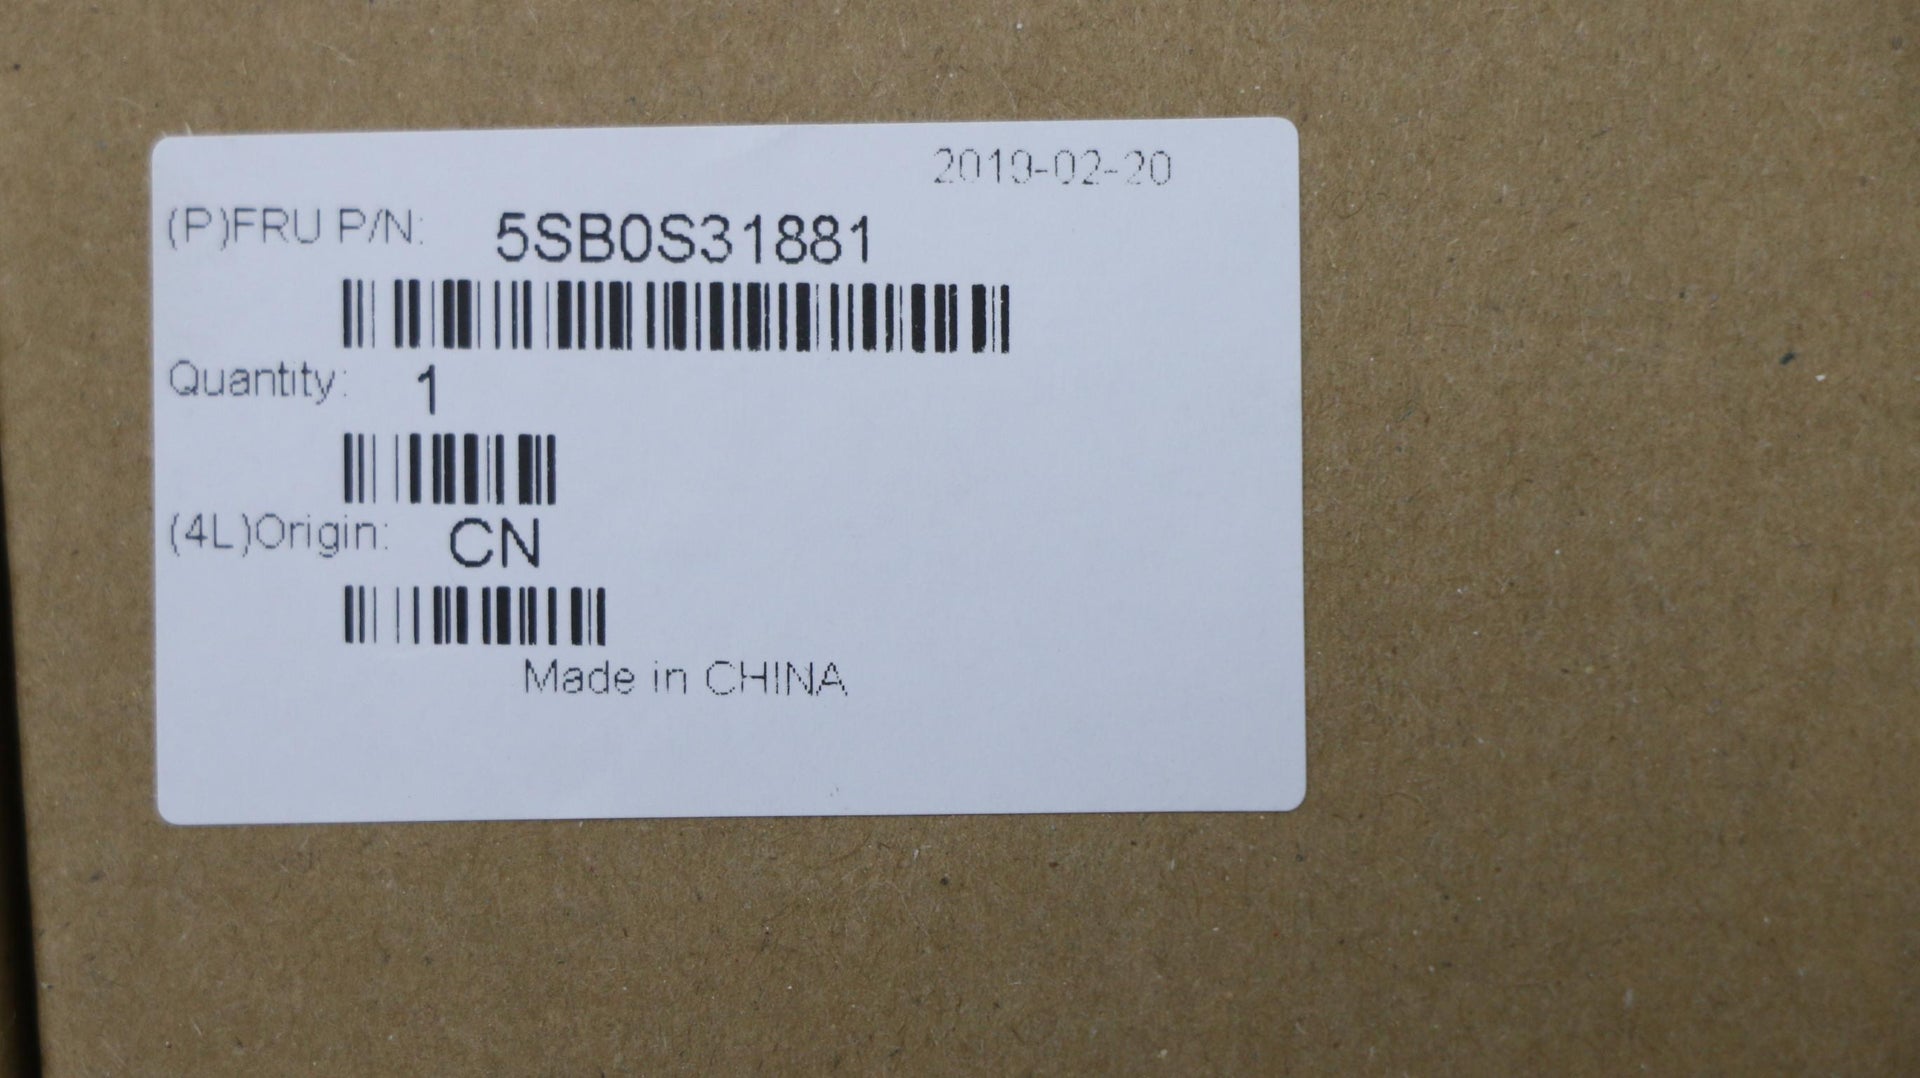 2019-02-20
(P)FRU P/N: 5SB0S31881
Quantity: 1
(4L)Origin: CN
Made in CHINA